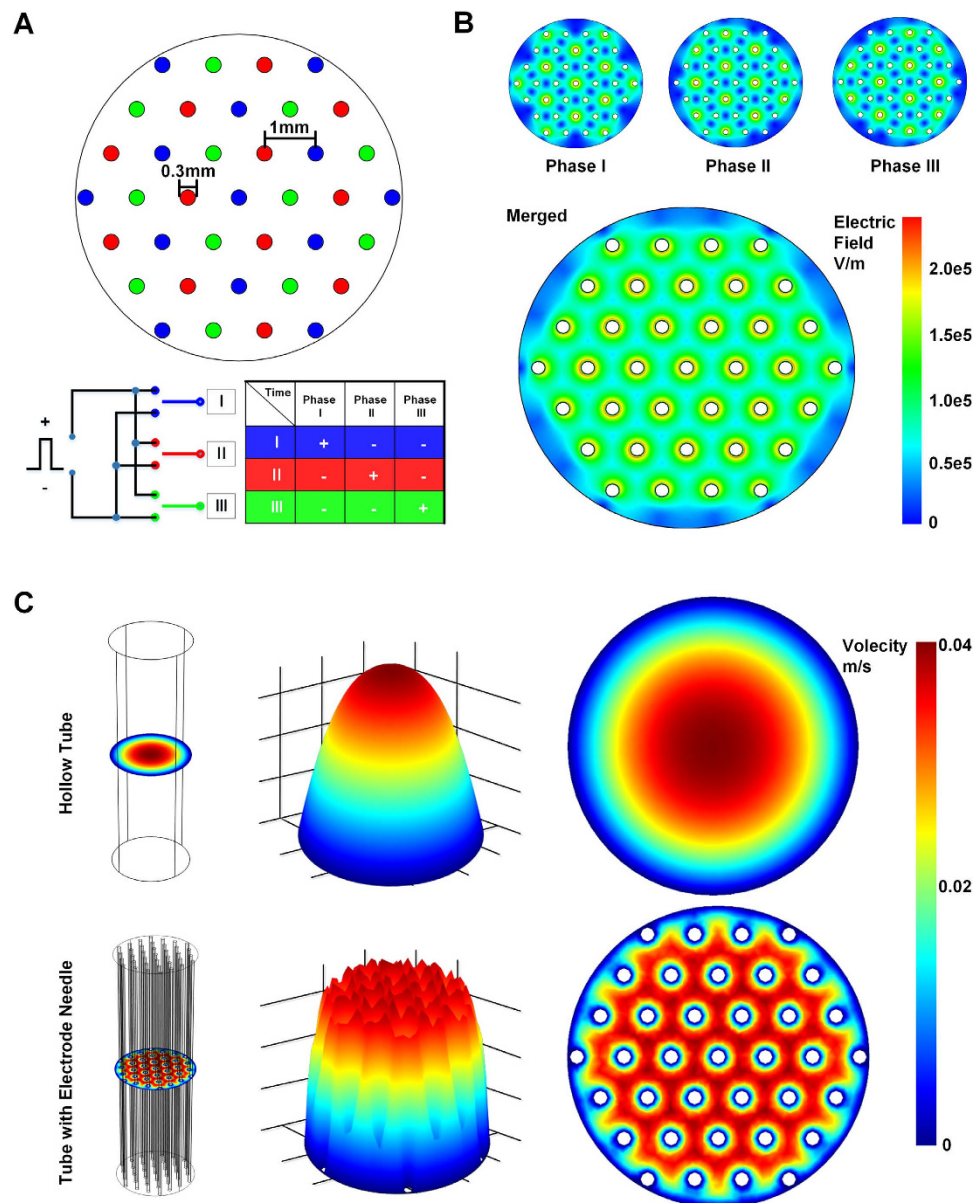 A
1mm
0.3mm
+
-
I
II
III
Time
Phase I
Phase II
Phase III
I + - -
II - + -
III - - +
B
Phase I
Phase II
Phase III
Merged
Electric
Field
V/m
2.0e5
1.5e5
1.0e5
0.5e5
0
C
Hollow Tube
Volecity
m/s
0.04
0.02
0
Tube with Electrode Needle